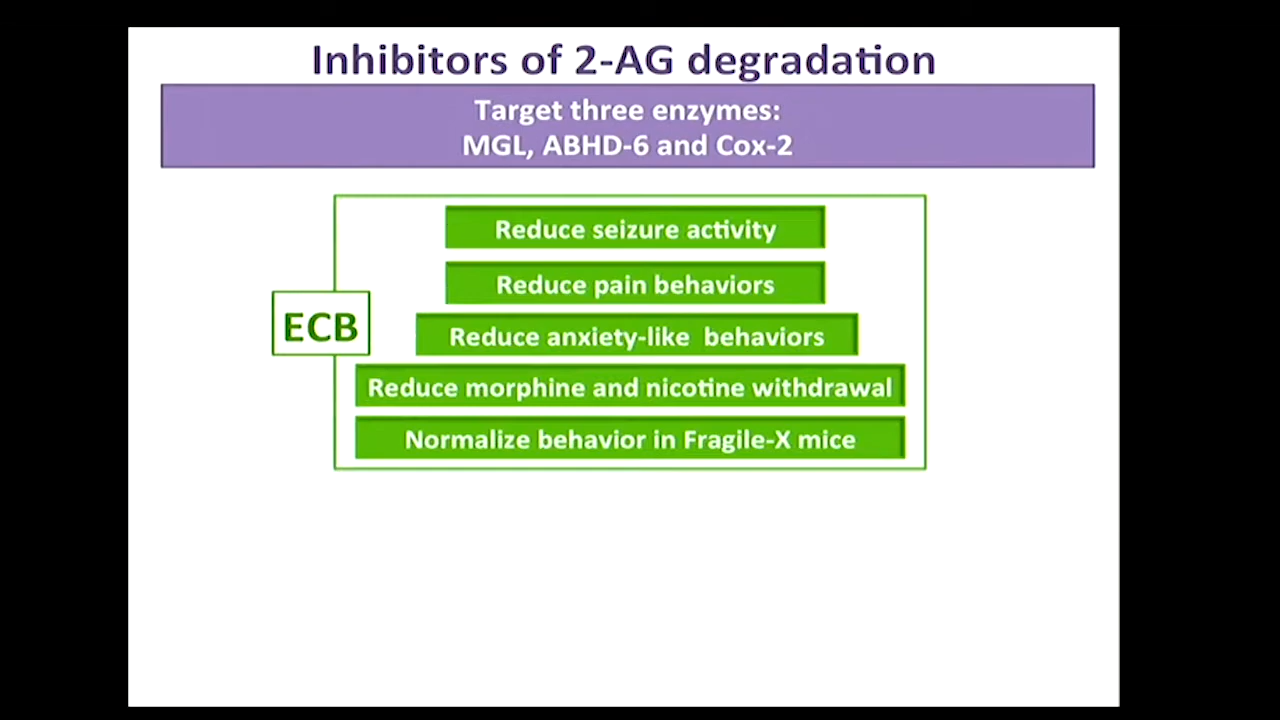 Inhibitors of 2-AG degradation
Target three enzymes:
MGL, ABHD-6 and Cox-2
Reduce seizure activity
Reduce pain behaviors
ECB
Reduce anxiety-like behaviors
Reduce morphine and nicotine withdrawal
Normalize behavior in Fragile-X mice